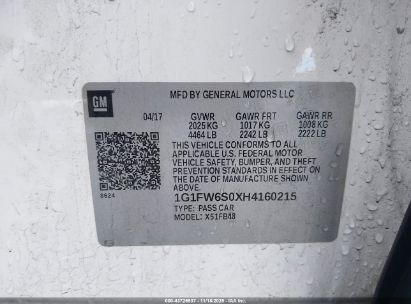 GM
MFD BY GENERAL MOTORS LLC
04/17 GVWR GAWR FRT GAWR RR
2025 KG 1017 KG 1008 KG
4464 LB 2242 LB 2222 LB
THIS VEHICLE CONFORMS TO ALL
APPLICABLE U.S. FEDERAL MOTOR
VEHICLE SAFETY, BUMPER, AND THEFT
PREVENTION STANDARDS IN EFFECT
ON THE DATE OF MANUFACTURE SHOWN
ABOVE.
8624
1G1FW6S0XH4160215
TYPE: PASS CAR
MODEL: X51FB48